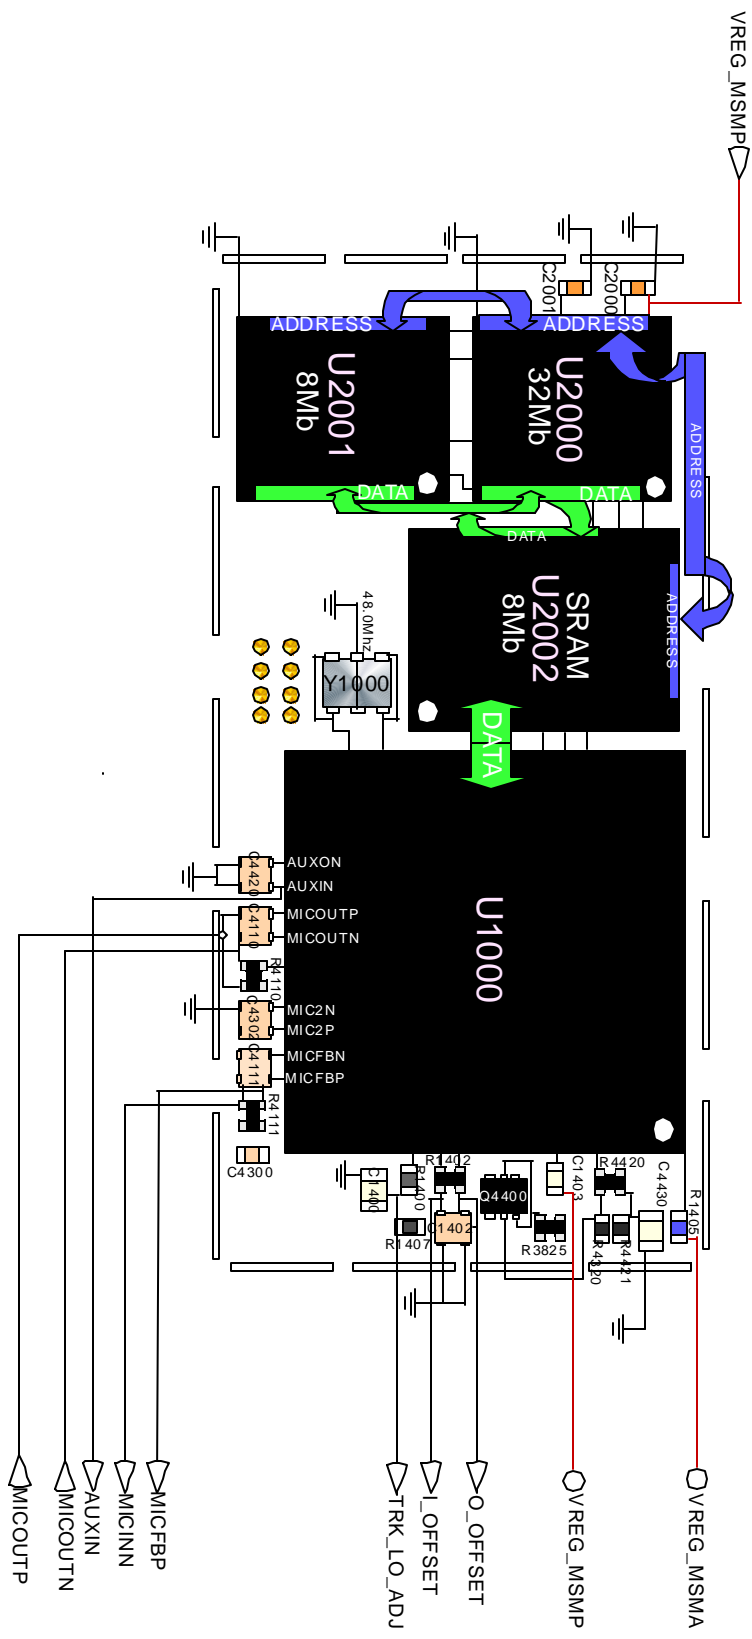 VREG_MSMP
C2001
C2000
ADDRESS
ADDRESS
U2001
8Mb
U2000
32Mb
ADDRESS
DATA
DATA
DATA
SRAM
U2002
8Mb
ADDRESS
48.0Mhz
Y1000
DATA
U1000
C4420
AUXON
AUXIN
C4110
MICOUTP
MICOUTN
R4110
C4302
MIC2N
MIC2P
C4111
MICFBN
MICFBP
R4111
C4300
C1400
R1400
R1402
Q4400
C1403
R4420
C4430
R1405
R1407
C1402
R3825
R4320
R4421
MICOUTP
MICOUTN
AUXIN
MICINN
MICFBP
TRK_LO_ADJ
I_OFFSET
O_OFFSET
VREG_MSMP
VREG_MSMA